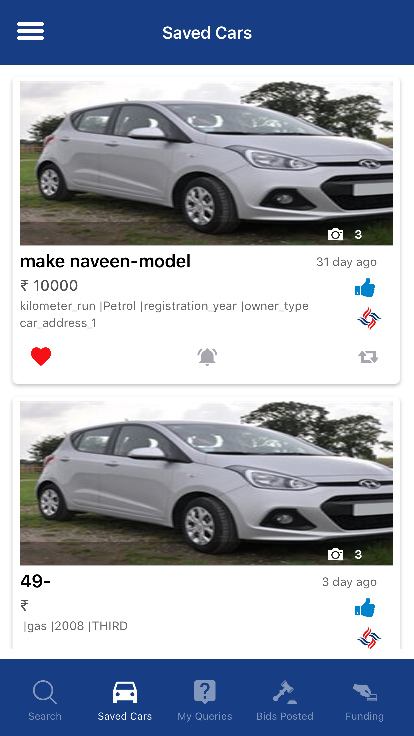 Saved Cars
3
make naveen-model
31 day ago
₹ 10000
kilometer_run |Petrol |registration_year |owner_type
car_address_1
3
49-
3 day ago
₹
|gas |2008 |THIRD
Search
Saved Cars
My Queries
Bids Posted
Funding